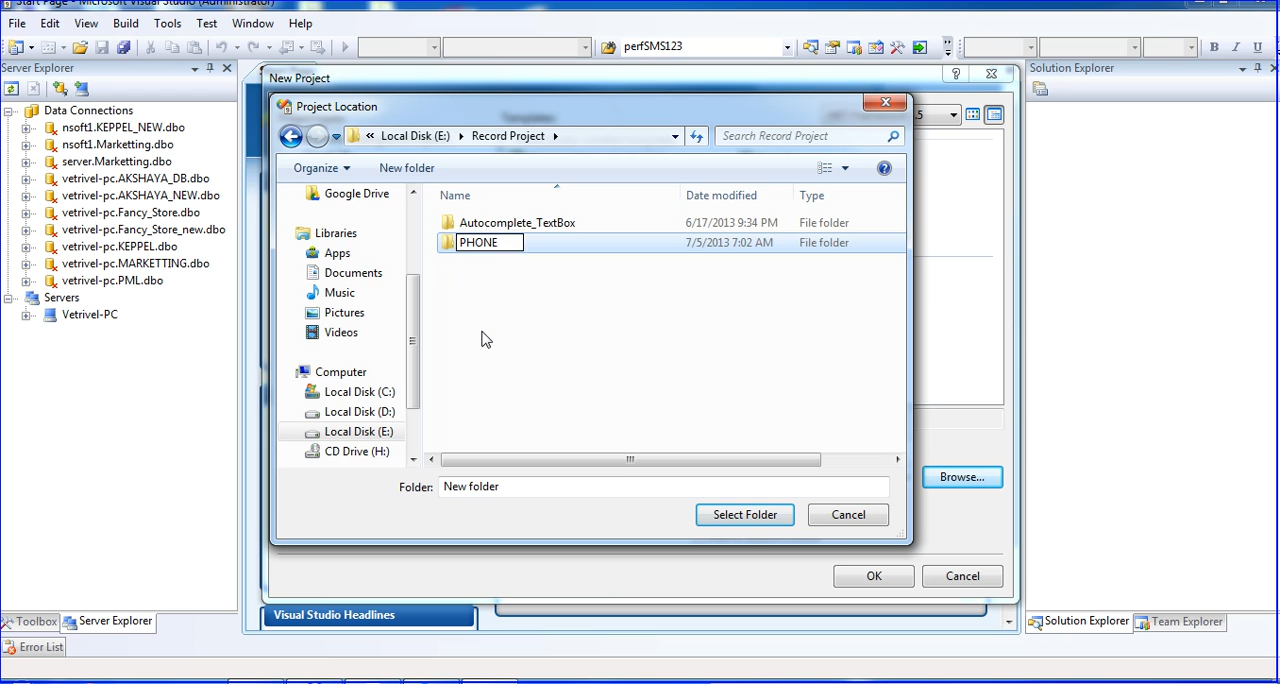 Start Page - Microsoft Visual Studio (Administrator)
File Edit View Build Tools Test Window Help
perfSMS123
B I U
Server Explorer
Data Connections
nsoft1.KEPPEL_NEW.dbo
nsoft1.Marketting.dbo
server.Marketting.dbo
vetrivel-pc.AKSHAYA_DB.dbo
vetrivel-pc.AKSHAYA_NEW.dbo
vetrivel-pc.Fancy_Store.dbo
vetrivel-pc.Fancy_Store_new.dbo
vetrivel-pc.KEPPEL.dbo
vetrivel-pc.MARKETTING.dbo
vetrivel-pc.PML.dbo
Servers
Vetrivel-PC
Toolbox Server Explorer
Error List
New Project
Templates:
.5
Project Location
« Local Disk (E:) Record Project
Search Record Project
Organize New folder
Google Drive
Libraries
Apps
Documents
Music
Pictures
Videos
Computer
Local Disk (C:)
Local Disk (D:)
Local Disk (E:)
CD Drive (H:)
Name Date modified Type
Autocomplete_TextBox 6/17/2013 9:34 PM File folder
PHONE 7/5/2013 7:02 AM File folder
Folder: New folder
Select Folder Cancel
Browse...
OK Cancel
Visual Studio Headlines
Solution Explorer
Solution Explorer Team Explorer